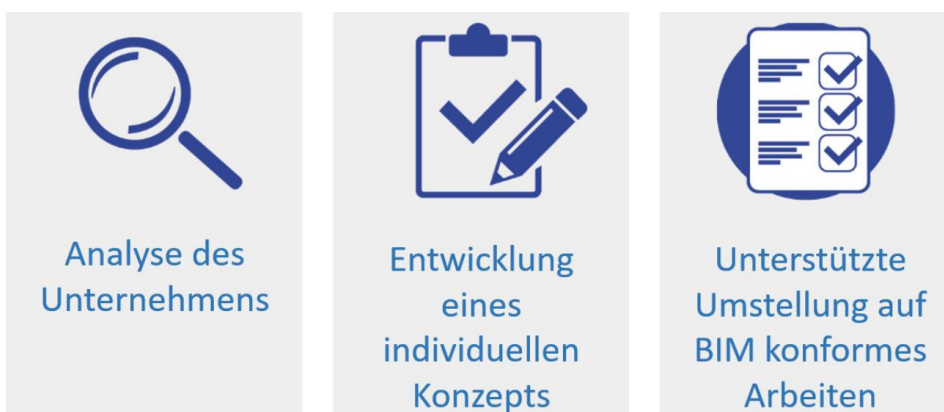 Analyse des
Unternehmens
Entwicklung
eines
individuellen
Konzepts
Unterstützte
Umstellung auf
BIM konformes
Arbeiten